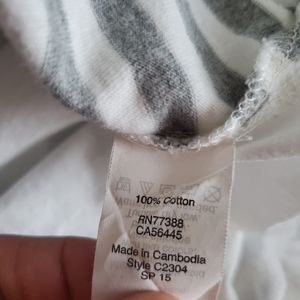 100% Cotton
RN77388
CA56445
Made in Cambodia
Style C2304
SP 15